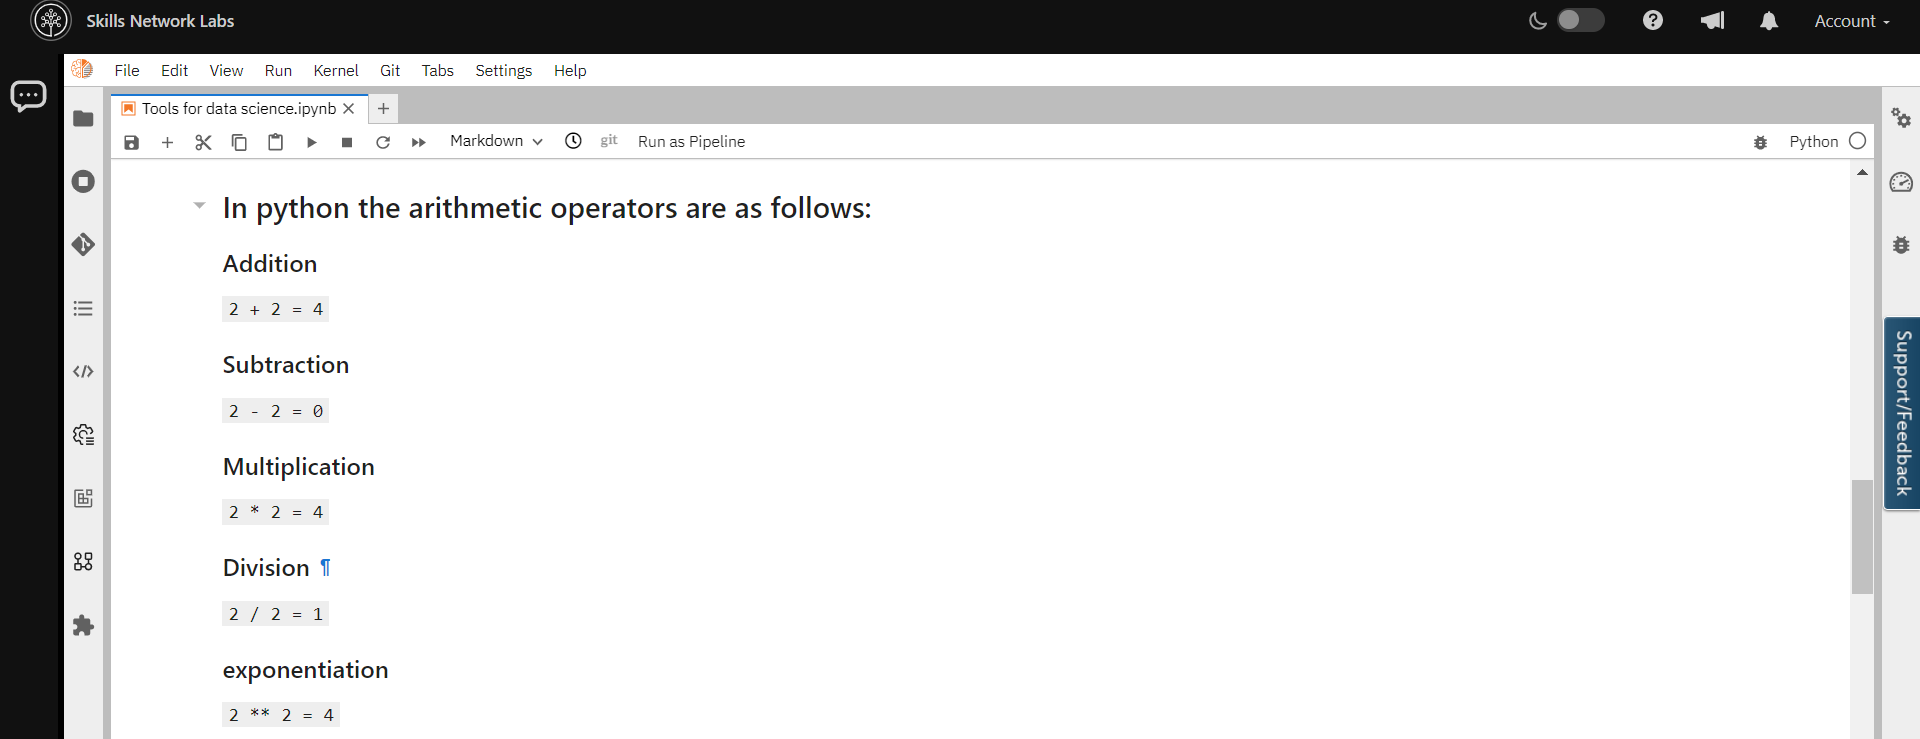 Skills Network Labs
Account
File Edit View Run Kernel Git Tabs Settings Help
Tools for data science.ipynb
Markdown git Run as Pipeline Python
In python the arithmetic operators are as follows:
Addition
2 + 2 = 4
Subtraction
2 - 2 = 0
Multiplication
2 * 2 = 4
Division ¶
2 / 2 = 1
exponentiation
2 ** 2 = 4
Support/Feedback